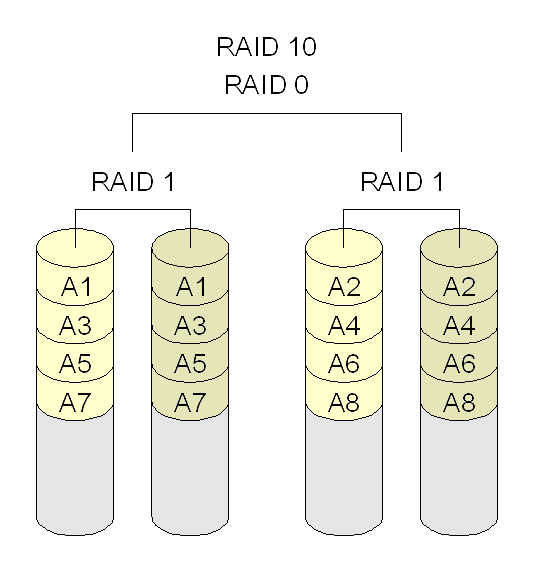 RAID 10
RAID 0
RAID 1 RAID 1
A1 A1 A2 A2
A3 A3 A4 A4
A5 A5 A6 A6
A7 A7 A8 A8